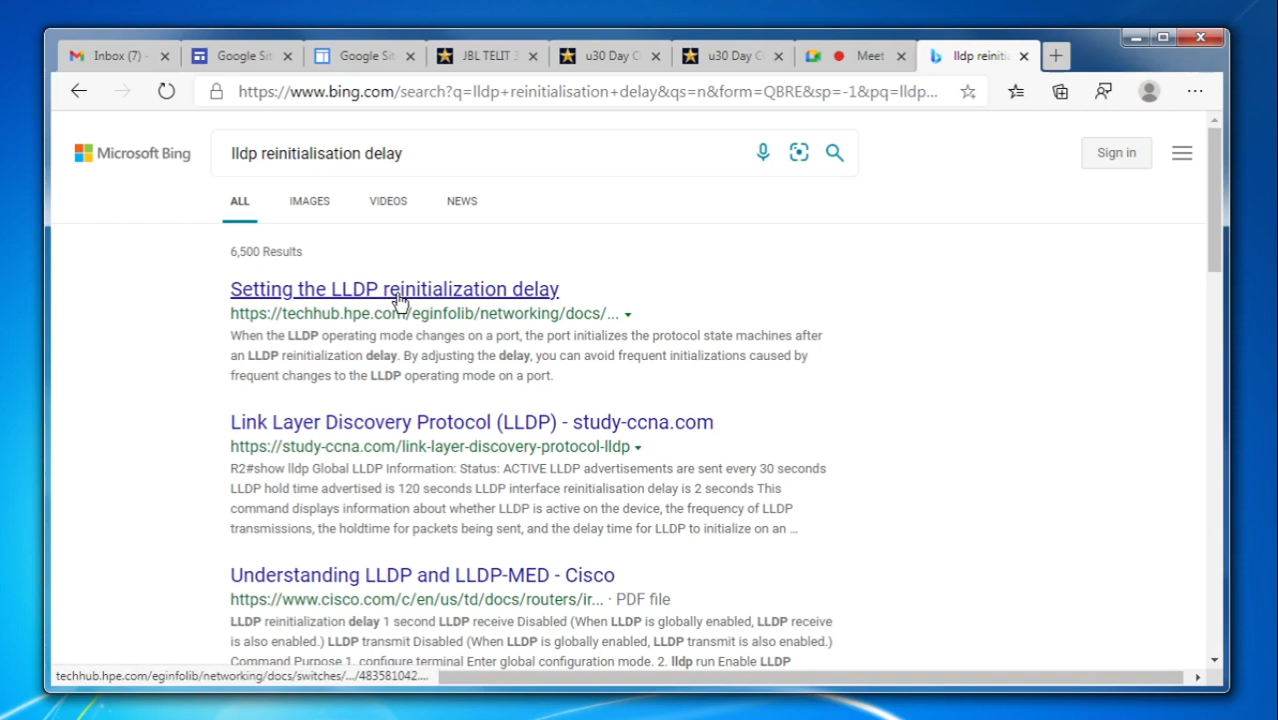 Inbox (7) -
Google Sit
Google Sit
JBL TELIT 3
u30 Day C
u30 Day C
Meet
lldp reiniti
https://www.bing.com/search?q=lldp+reinitialisation+delay&qs=n&form=QBRE&sp=-1&pq=lldp...
Microsoft Bing
lldp reinitialisation delay
Sign in
ALL IMAGES VIDEOS NEWS
6,500 Results
Setting the LLDP reinitialization delay
https://techhub.hpe.com/eginfolib/networking/docs/...
When the LLDP operating mode changes on a port, the port initializes the protocol state machines after
an LLDP reinitialization delay. By adjusting the delay, you can avoid frequent initializations caused by
frequent changes to the LLDP operating mode on a port.
Link Layer Discovery Protocol (LLDP) - study-ccna.com
https://study-ccna.com/link-layer-discovery-protocol-lldp
R2#show lldp Global LLDP Information: Status: ACTIVE LLDP advertisements are sent every 30 seconds
LLDP hold time advertised is 120 seconds LLDP interface reinitialisation delay is 2 seconds This
command displays information about whether LLDP is active on the device, the frequency of LLDP
transmissions, the holdtime for packets being sent, and the delay time for LLDP to initialize on an ...
Understanding LLDP and LLDP-MED - Cisco
https://www.cisco.com/c/en/us/td/docs/routers/ir... · PDF file
LLDP reinitialization delay 1 second LLDP receive Disabled (When LLDP is globally enabled, LLDP receive
is also enabled.) LLDP transmit Disabled (When LLDP is globally enabled, LLDP transmit is also enabled.)
Command Purpose 1. configure terminal Enter global configuration mode. 2. lldp run Enable LLDP
techhub.hpe.com/eginfolib/networking/docs/switches/.../483581042....